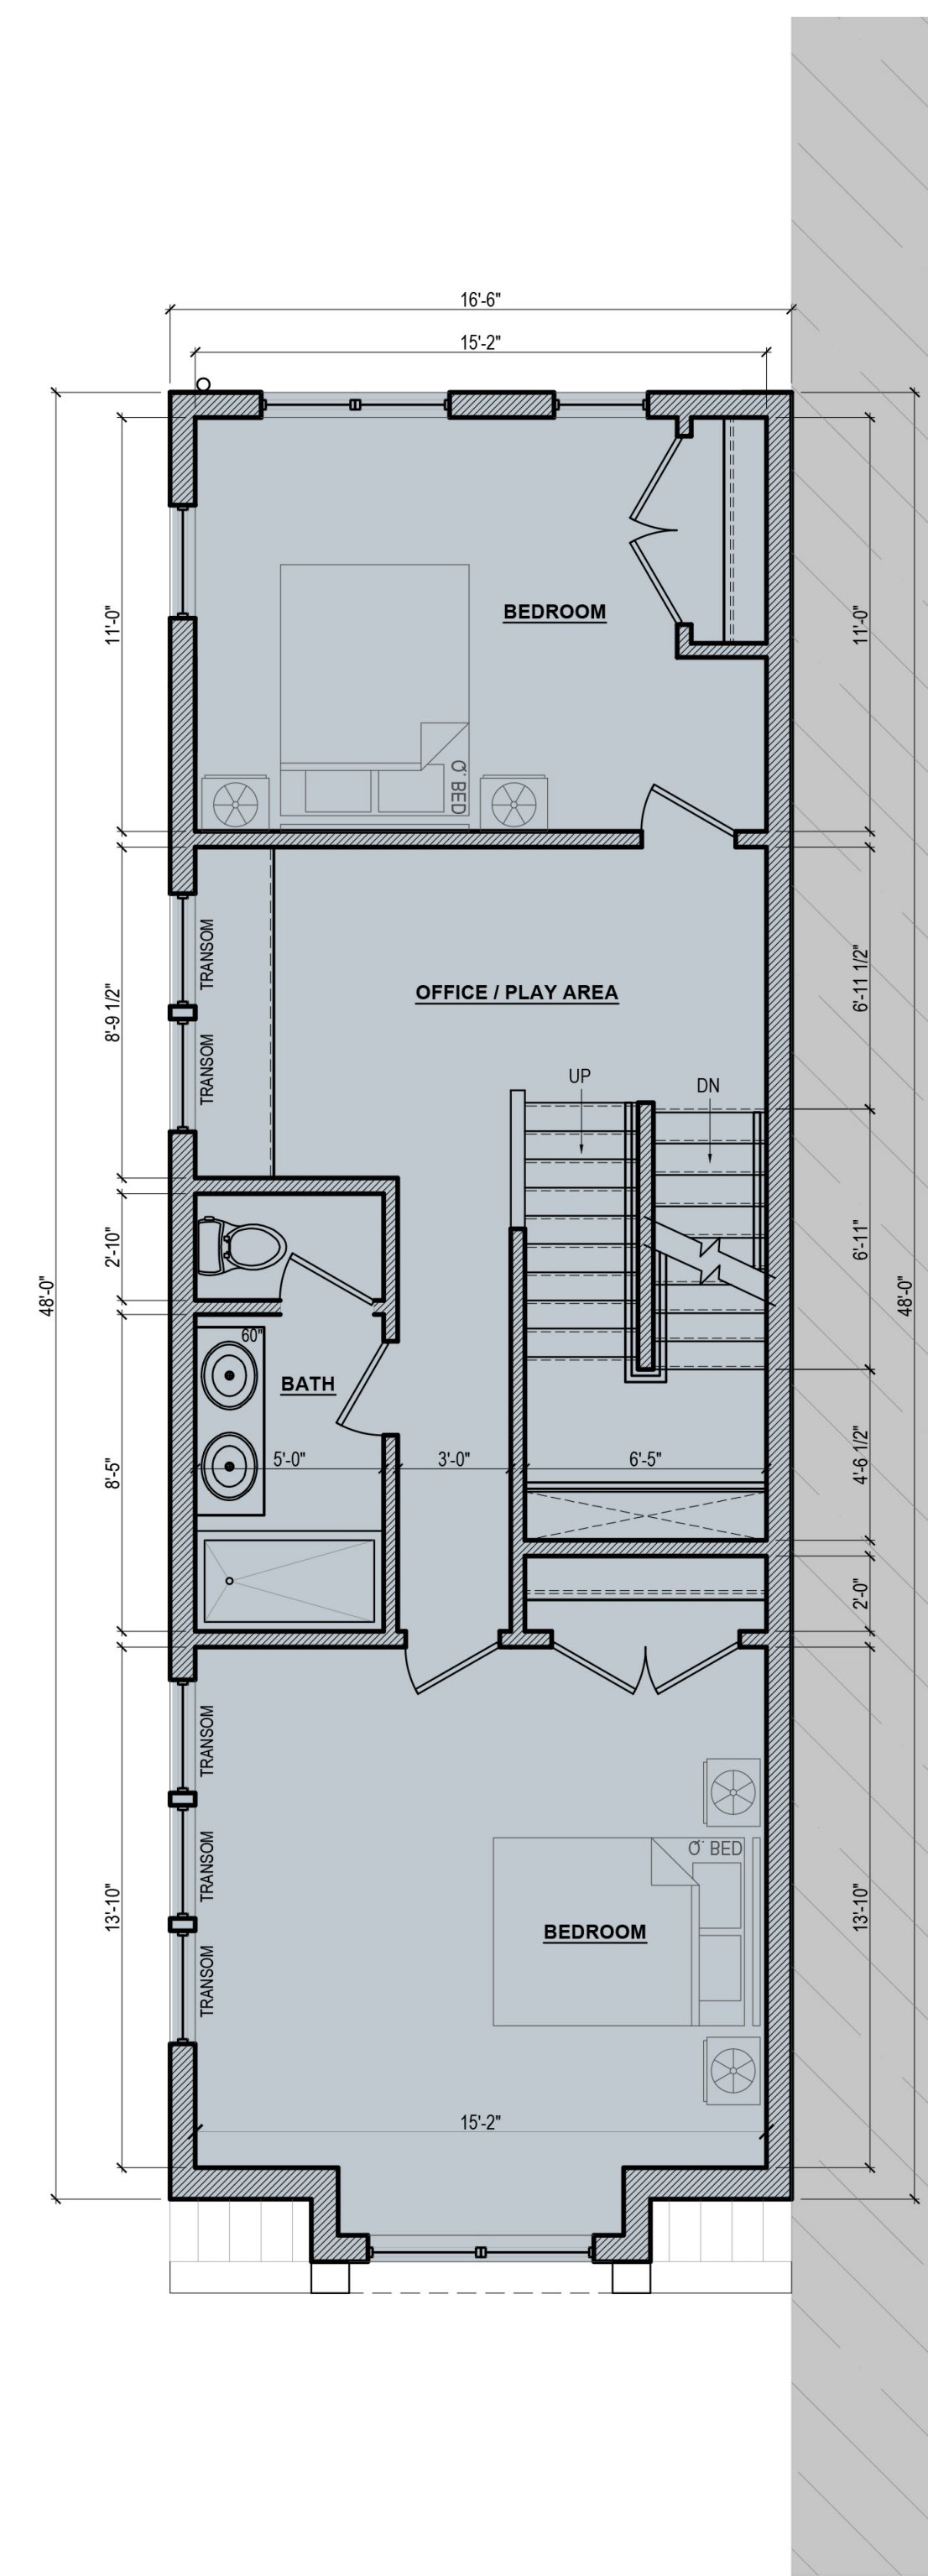 16'-6"
15'-2"
11'-0"
BEDROOM
11'-0"
Q' BED
TRANSOM
OFFICE / PLAY AREA
6'-11 1/2"
8'-9 1/2"
TRANSOM
UP
DN
2'-10"
6'-11"
48'-0"
48'-0"
60"
BATH
5'-0"
3'-0"
6'-5"
8'-5"
4'-6 1/2"
2'-0"
TRANSOM
TRANSOM
Q' BED
13'-10"
BEDROOM
13'-10"
TRANSOM
15'-2"